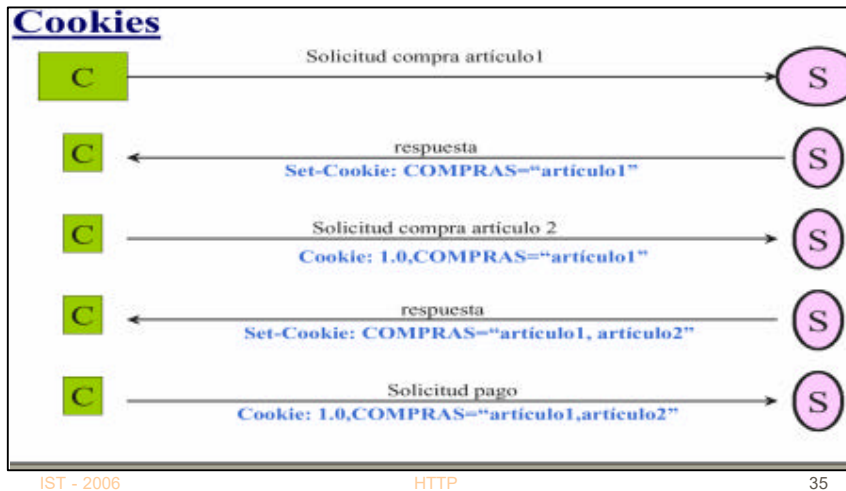 Cookies
Solicitud compra artículo1
C
S
respuesta
C
S
Set-Cookie: COMPRAS=“artículo1”
Solicitud compra artículo 2
C
S
Cookie: 1.0,COMPRAS=“artículo1”
respuesta
C
S
Set-Cookie: COMPRAS=“artículo1, artículo2”
Solicitud pago
C
S
Cookie: 1.0,COMPRAS=“artículo1,artículo2”
IST - 2006
HTTP
35